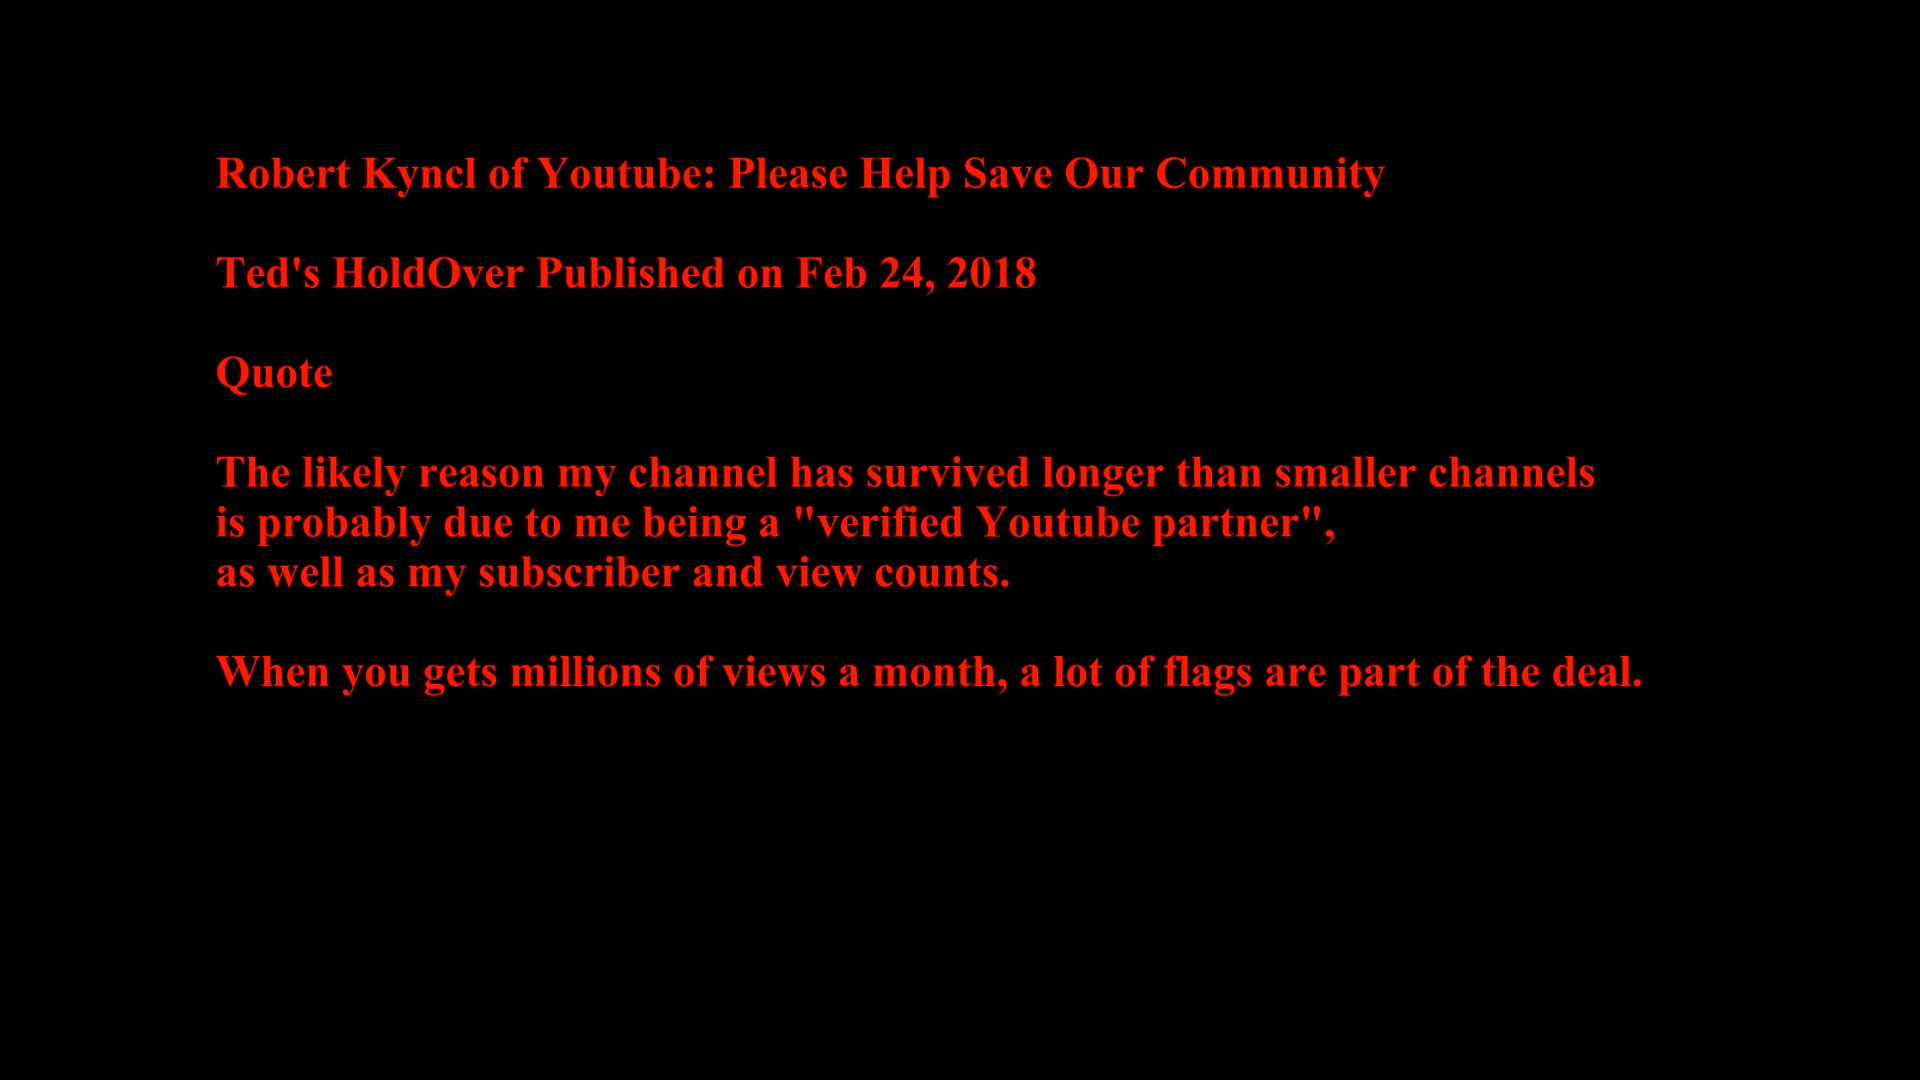 Robert Kyncl of Youtube: Please Help Save Our Community
Ted's HoldOver Published on Feb 24, 2018
Quote
The likely reason my channel has survived longer than smaller channels
is probably due to me being a "verified Youtube partner",
as well as my subscriber and view counts.
When you gets millions of views a month, a lot of flags are part of the deal.